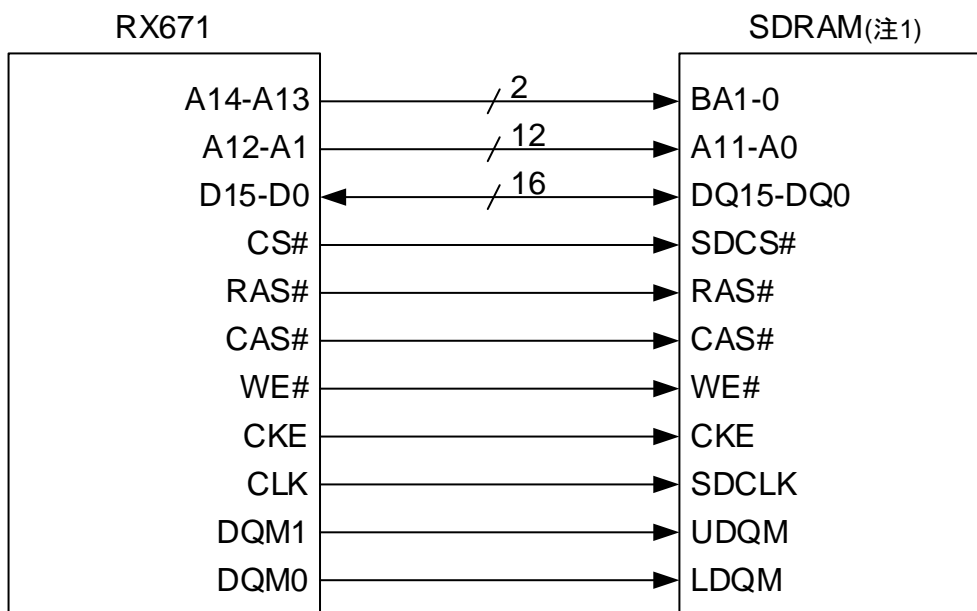 RX671 SDRAM(注1)
A14-A13 2 BA1-0
A12-A1 12 A11-A0
D15-D0 16 DQ15-DQ0
CS# SDCS#
RAS# RAS#
CAS# CAS#
WE# WE#
CKE CKE
CLK SDCLK
DQM1 UDQM
DQM0 LDQM